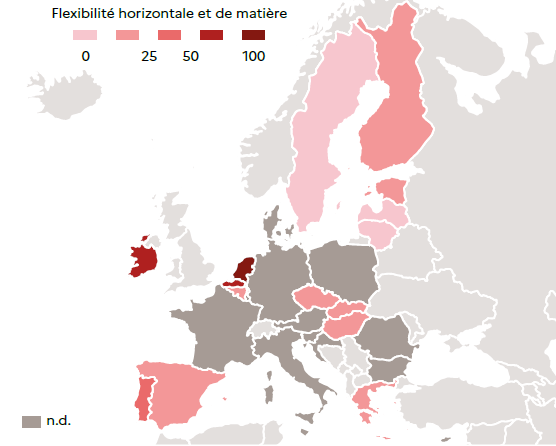 Flexibilité horizontale et de matière
0 25 50 100
n.d.